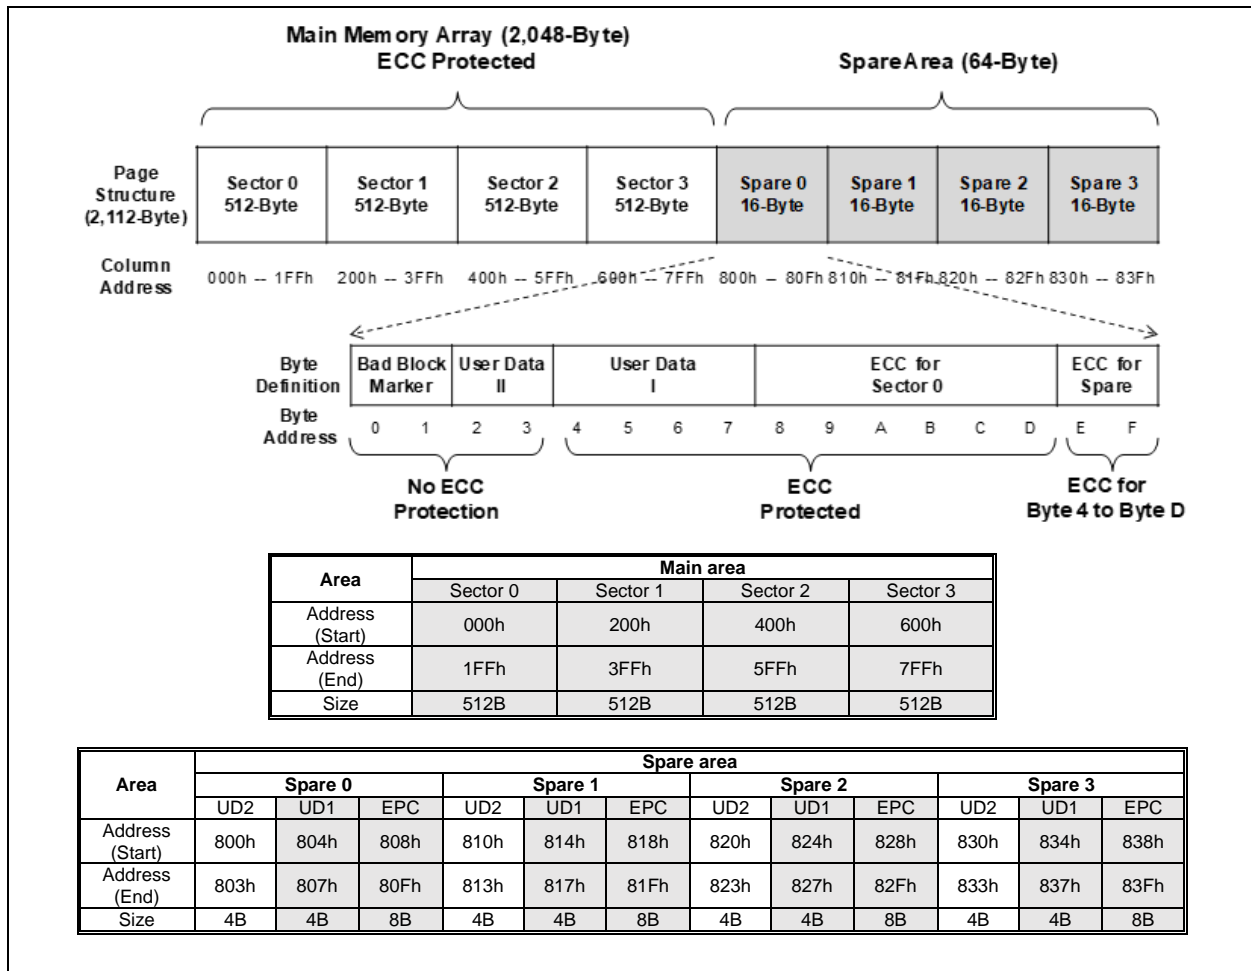 Main Memory Array (2,048-Byte)
ECC Protected
Spare Area (64-Byte)
Page
Structure
(2,112-Byte)
Sector 0
512-Byte
Sector 1
512-Byte
Sector 2
512-Byte
Sector 3
512-Byte
Spare 0
16-Byte
Spare 1
16-Byte
Spare 2
16-Byte
Spare 3
16-Byte
Column
Address
000h -- 1FFh 200h -- 3FFh 400h -- 5FFh 600h -- 7FFh 800h -- 80Fh 810h -- 81Fh 820h -- 82Fh 830h -- 83Fh
Byte
Definition
Bad Block
Marker
User Data
II
User Data
I
ECC for
Sector 0
ECC for
Spare
Byte
Address
0 1 2 3 4 5 6 7 8 9 A B C D E F
No ECC
Protection
ECC
Protected
ECC for
Byte 4 to Byte D
Area
Main area
Sector 0 Sector 1 Sector 2 Sector 3
Address
(Start)
000h 200h 400h 600h
Address
(End)
1FFh 3FFh 5FFh 7FFh
Size 512B 512B 512B 512B
Area
Spare area
Spare 0 Spare 1 Spare 2 Spare 3
UD2 UD1 EPC UD2 UD1 EPC UD2 UD1 EPC UD2 UD1 EPC
Address
(Start)
800h 804h 808h 810h 814h 818h 820h 824h 828h 830h 834h 838h
Address
(End)
803h 807h 80Fh 813h 817h 81Fh 823h 827h 82Fh 833h 837h 83Fh
Size 4B 4B 8B 4B 4B 8B 4B 4B 8B 4B 4B 8B